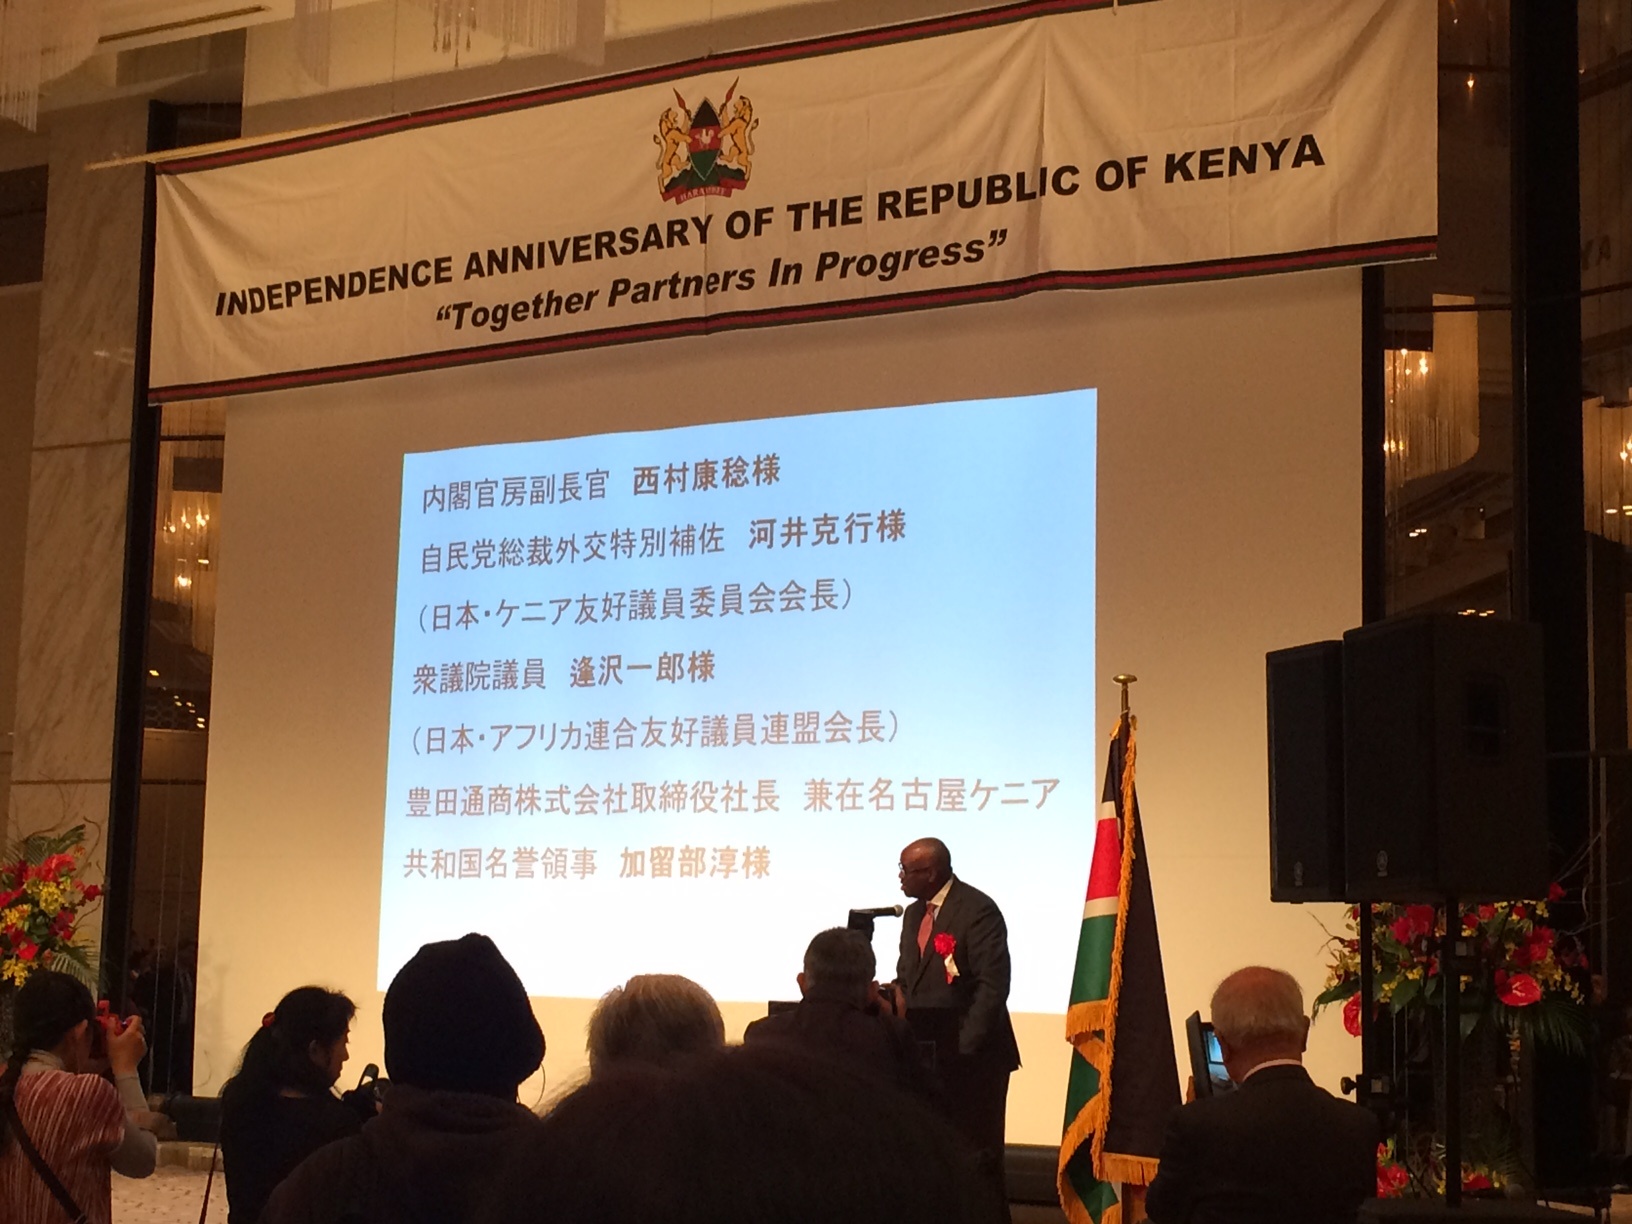 HARAMBEE
INDEPENDENCE ANNIVERSARY OF THE REPUBLIC OF KENYA
“Together Partners In Progress”
内閣官房副長官　西村康稔様
自民党総裁外交特別補佐　河井克行様
（日本・ケニア友好議員委員会会長）
衆議院議員　逢沢一郎様
（日本・アフリカ連合友好議員連盟会長）
豊田通商株式会社取締役社長　兼在名古屋ケニア
共和国名誉領事　加留部淳様